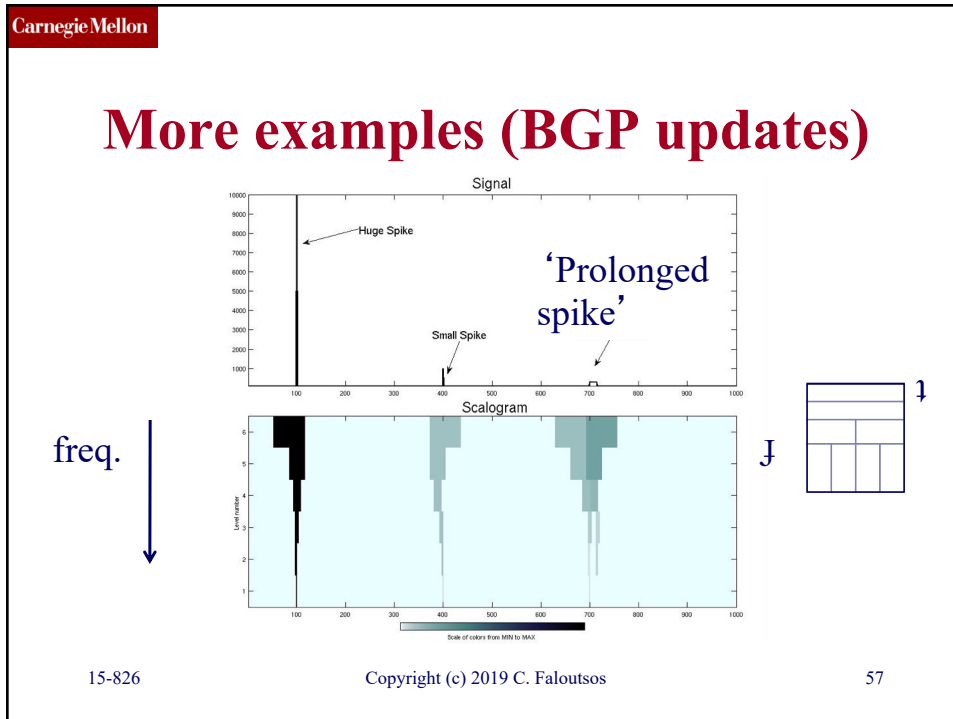 Carnegie Mellon
More examples (BGP updates)
Signal
10000
9000
8000
7000
6000
5000
4000
3000
2000
1000
Huge Spike
Small Spike
‘Prolonged
spike’
100 200 300 400 500 600 700 800 900 1000
Scalogram
freq.
Level number
6
5
4
3
2
1
100 200 300 400 500 600 700 800 900 1000
Scale of colors from MIN to MAX
f
t
15-826
Copyright (c) 2019 C. Faloutsos
57